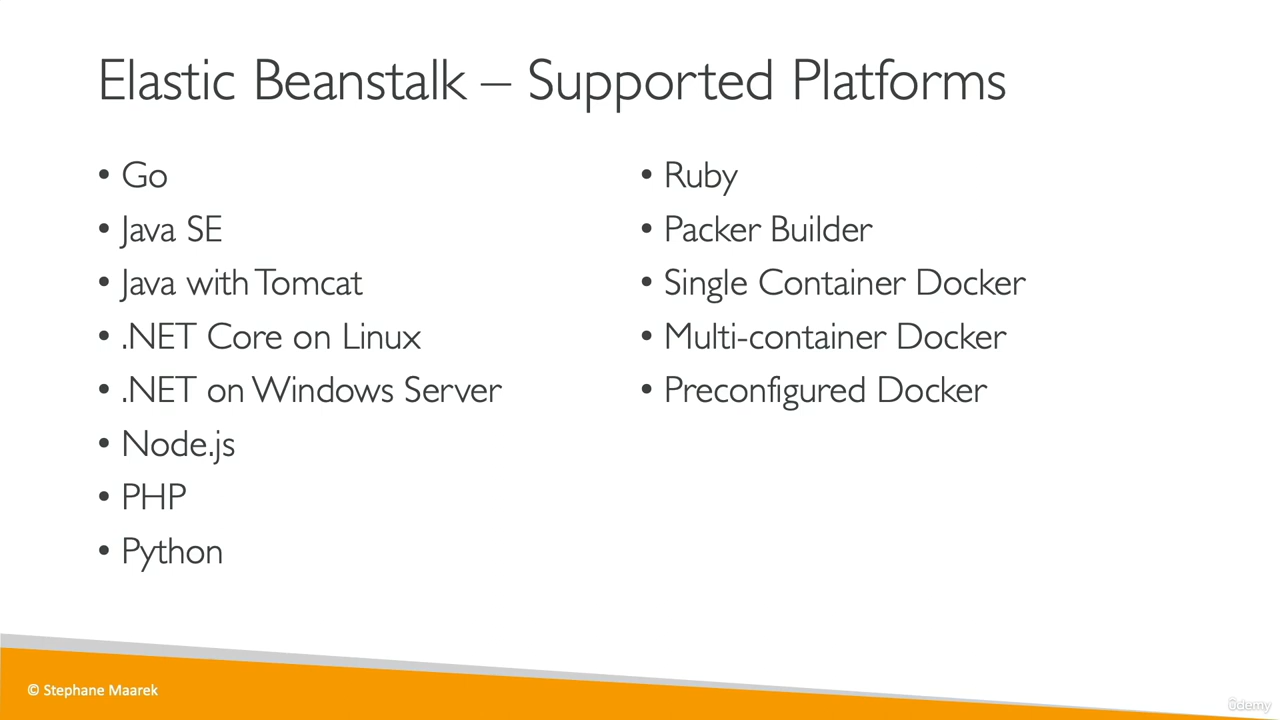 Elastic Beanstalk – Supported Platforms
• Go
• Java SE
• Java with Tomcat
• .NET Core on Linux
• .NET on Windows Server
• Node.js
• PHP
• Python
• Ruby
• Packer Builder
• Single Container Docker
• Multi-container Docker
• Preconfigured Docker
© Stephane Maarek
ûdemy